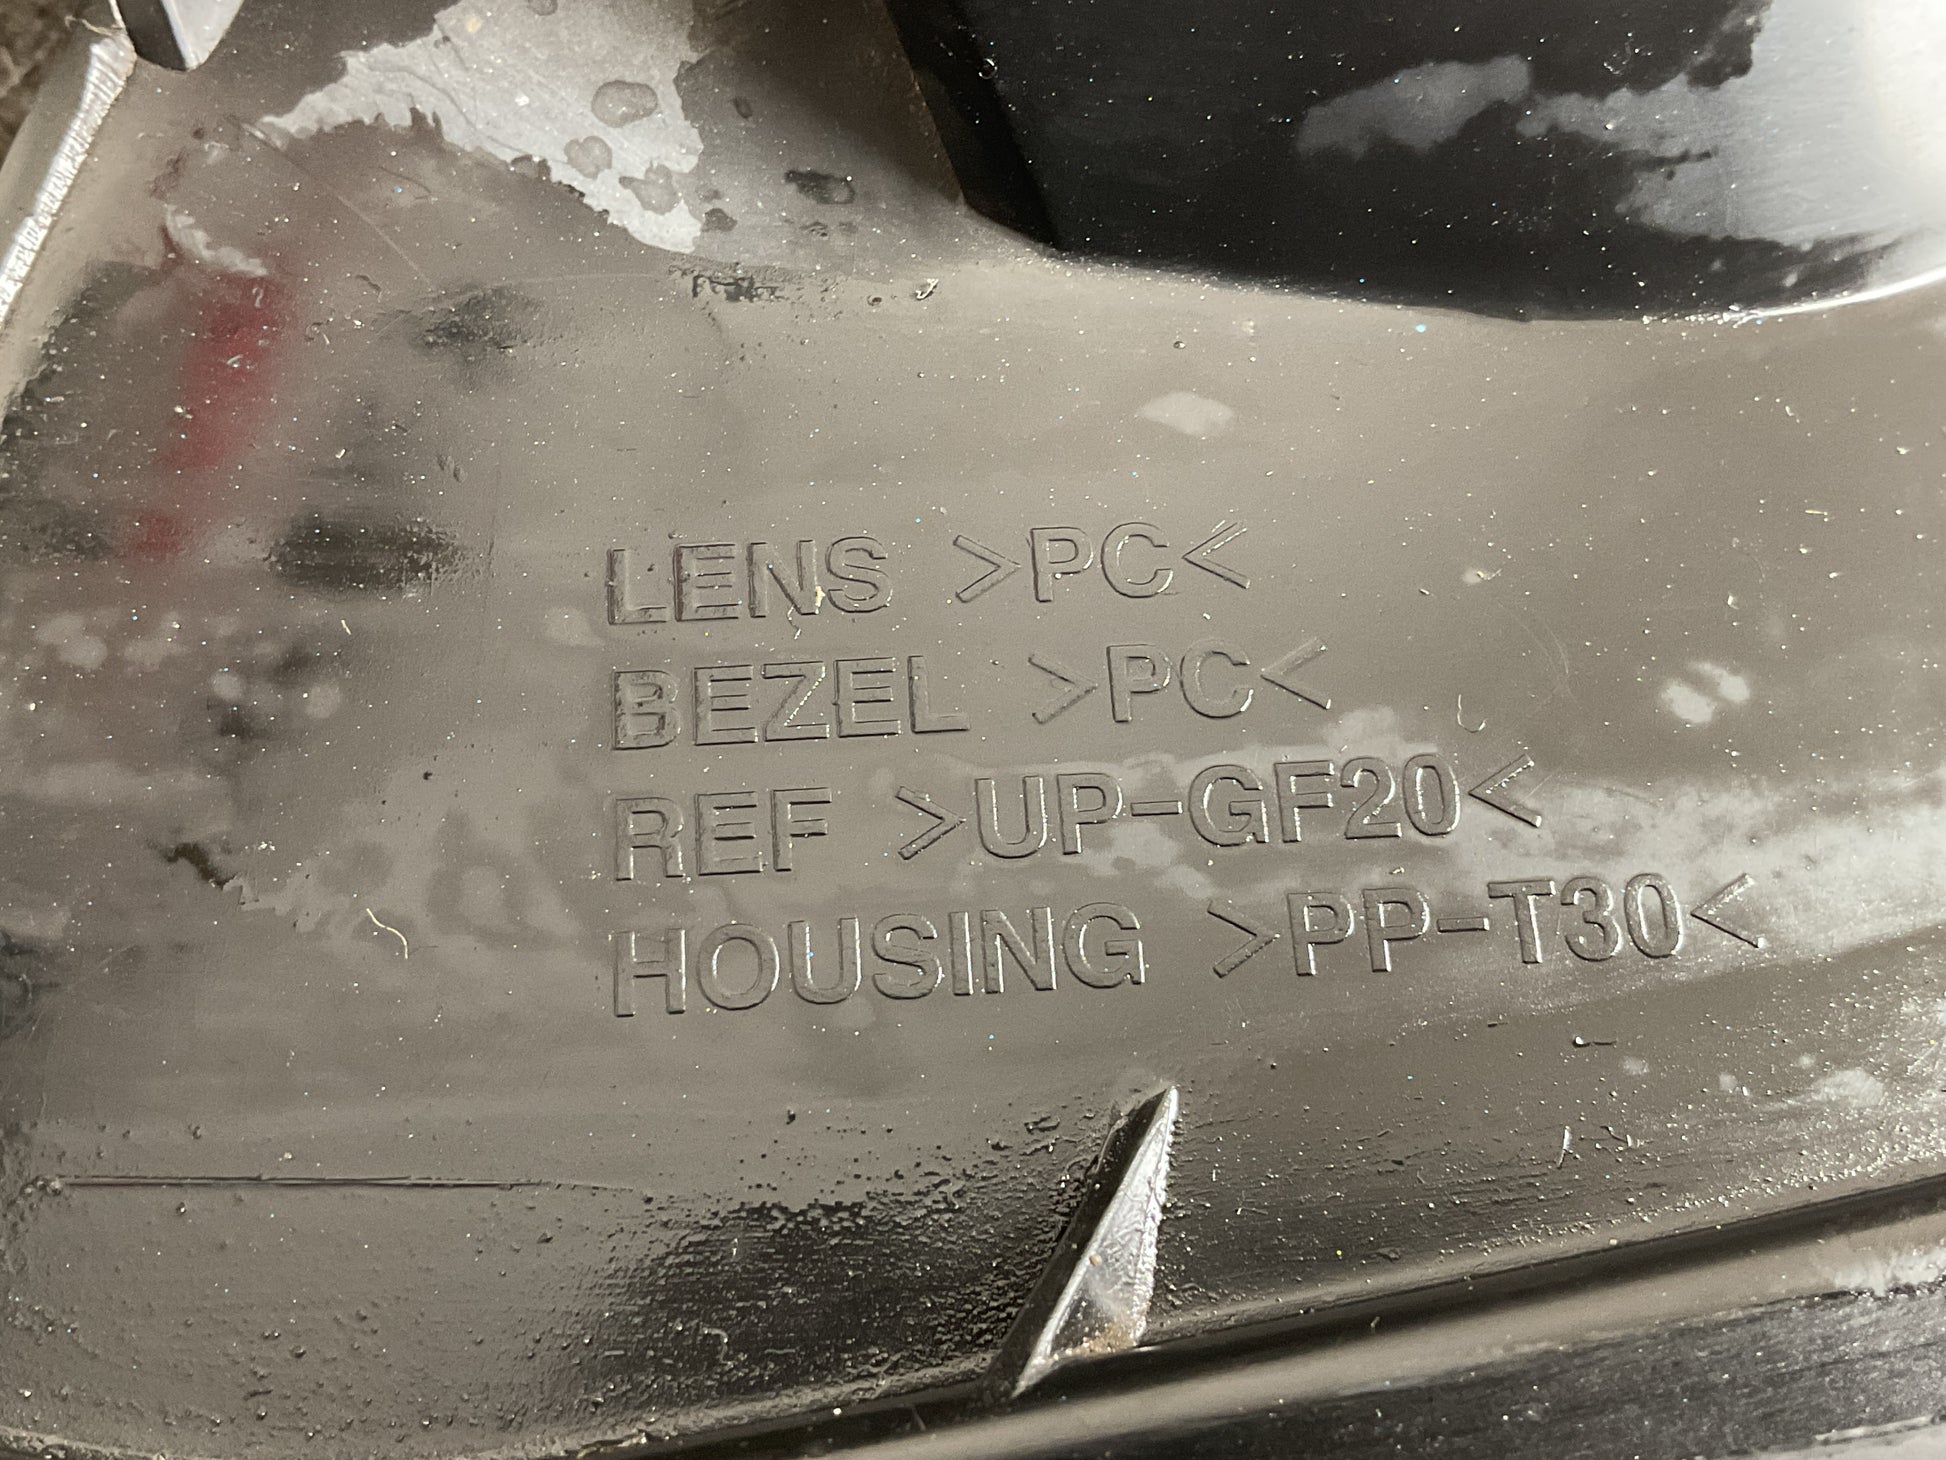 LENS >PC<
BEZEL >PC<
REF >UP-GF20<
HOUSING >PP-T30<